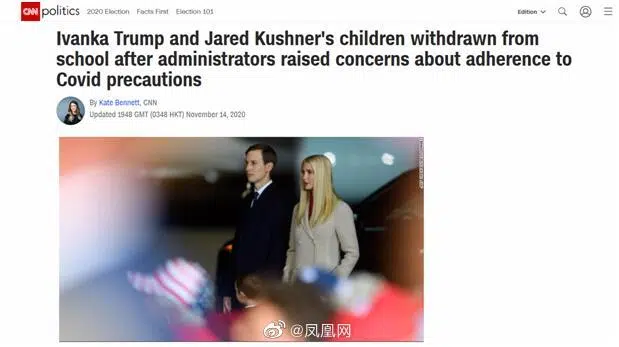 CNN politics 2020 Election Facts First Election 101 Edition
Ivanka Trump and Jared Kushner's children withdrawn from
school after administrators raised concerns about adherence to
Covid precautions
By Kate Bennett, CNN
Updated 1948 GMT (0348 HKT) November 14, 2020
@凤凰网